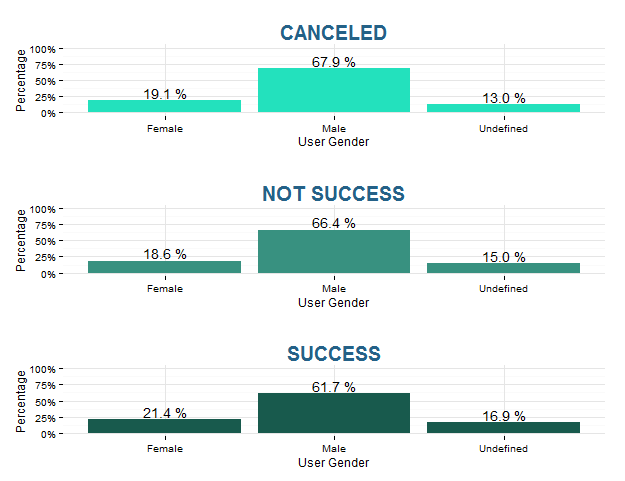 CANCELED
Percentage
100%
75%
50%
25%
0%
19.1 %
67.9 %
13.0 %
Female
Male
Undefined
User Gender
NOT SUCCESS
Percentage
100%
75%
50%
25%
0%
18.6 %
66.4 %
15.0 %
Female
Male
Undefined
User Gender
SUCCESS
Percentage
100%
75%
50%
25%
0%
21.4 %
61.7 %
16.9 %
Female
Male
Undefined
User Gender